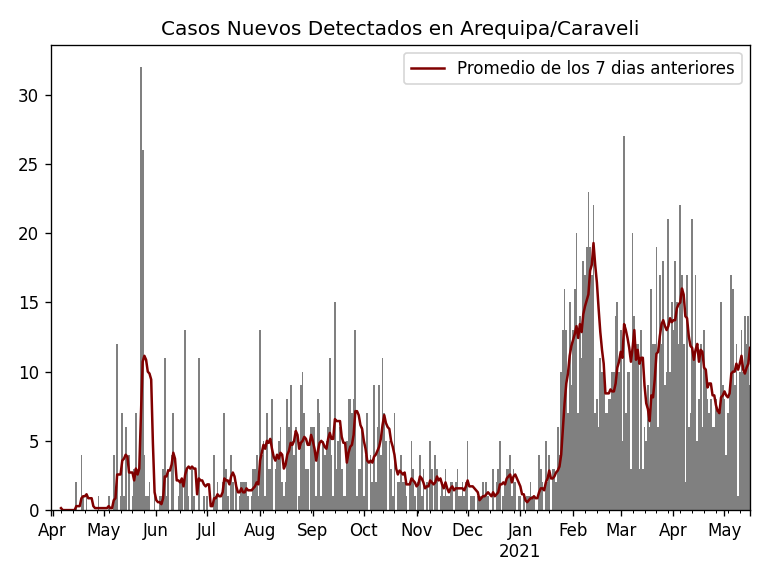 Casos Nuevos Detectados en Arequipa/Caraveli
Promedio de los 7 dias anteriores
30
25
20
15
10
5
0
Apr May Jun Jul Aug Sep Oct Nov Dec Jan Feb Mar Apr May
2021